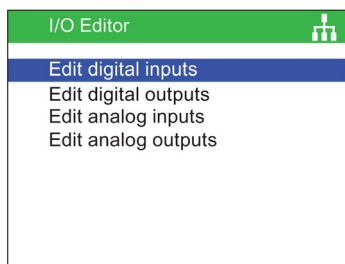 I/O Editor
Edit digital inputs
Edit digital outputs
Edit analog inputs
Edit analog outputs